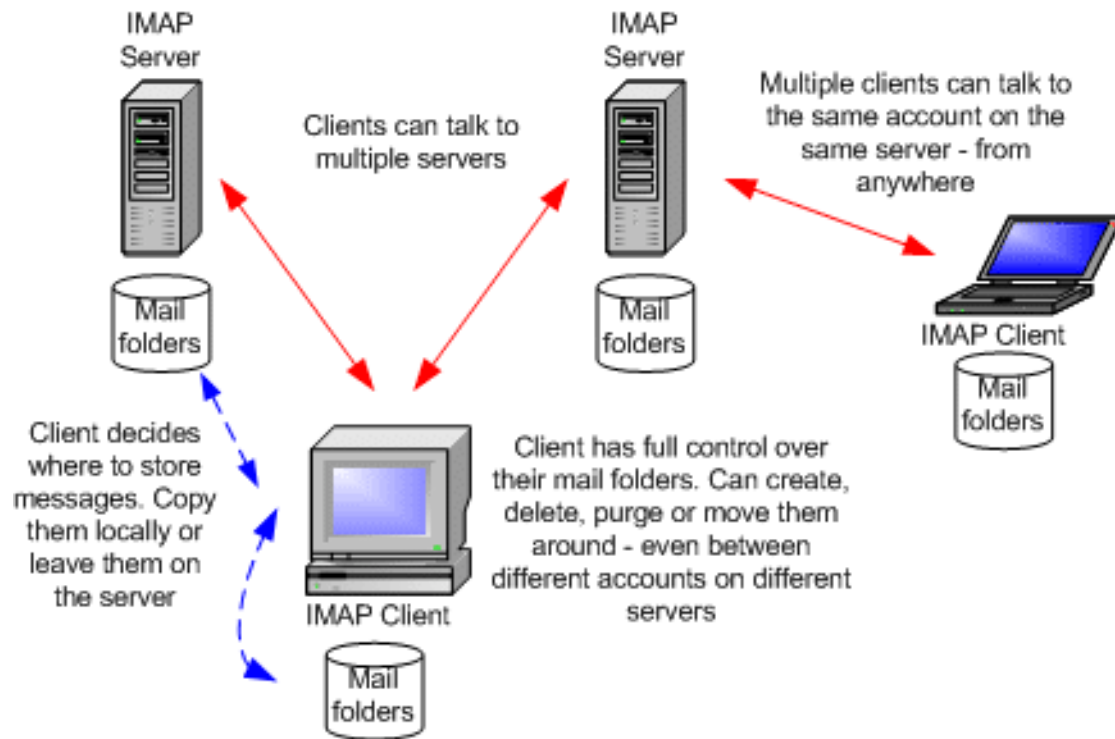 IMAP
Server
IMAP
Server
Clients can talk to
multiple servers
Multiple clients can talk to
the same account on the
same server - from
anywhere
Mail
folders
Mail
folders
IMAP Client
Mail
folders
Client decides
where to store
messages. Copy
them locally or
leave them on
the server
Client has full control over
their mail folders. Can create,
delete, purge or move them
around - even between
different accounts on different
servers
IMAP Client
Mail
folders